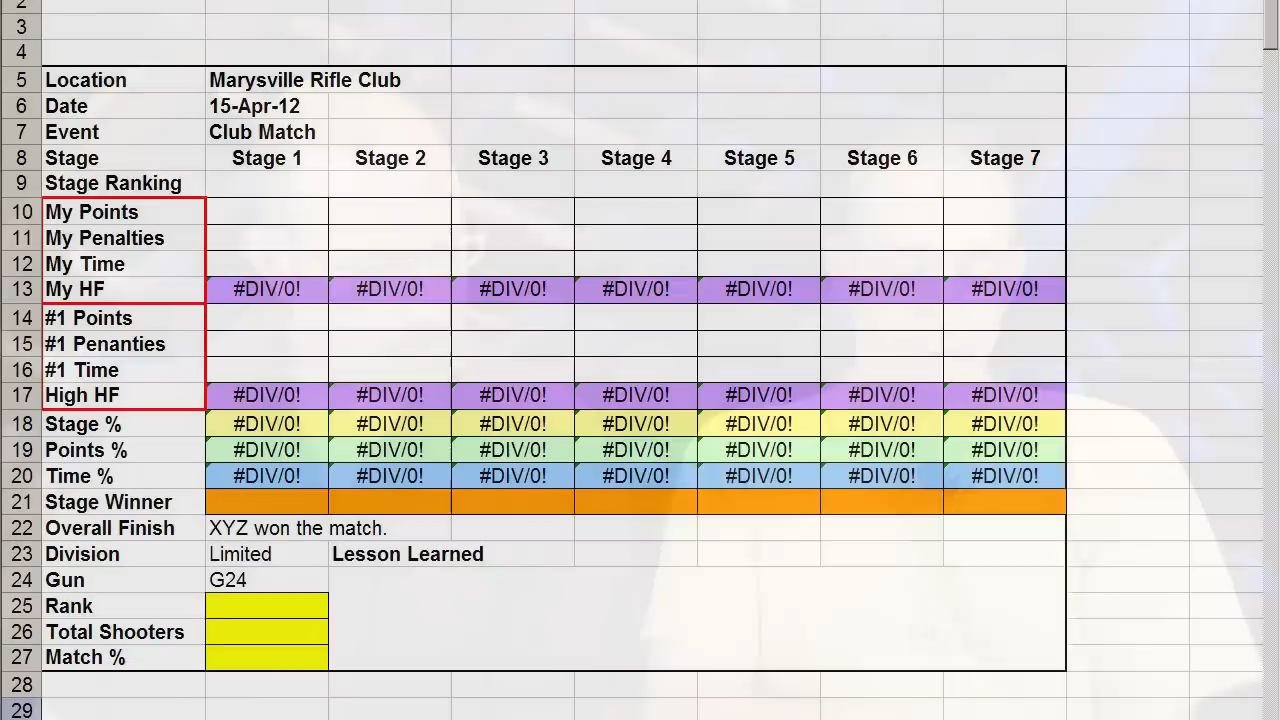 2
3
4
5 Location Marysville Rifle Club
6 Date 15-Apr-12
7 Event Club Match
8 Stage Stage 1 Stage 2 Stage 3 Stage 4 Stage 5 Stage 6 Stage 7
9 Stage Ranking
10 My Points
11 My Penalties
12 My Time
13 My HF #DIV/0! #DIV/0! #DIV/0! #DIV/0! #DIV/0! #DIV/0! #DIV/0!
14 #1 Points
15 #1 Penanties
16 #1 Time
17 High HF #DIV/0! #DIV/0! #DIV/0! #DIV/0! #DIV/0! #DIV/0! #DIV/0!
18 Stage % #DIV/0! #DIV/0! #DIV/0! #DIV/0! #DIV/0! #DIV/0! #DIV/0!
19 Points % #DIV/0! #DIV/0! #DIV/0! #DIV/0! #DIV/0! #DIV/0! #DIV/0!
20 Time % #DIV/0! #DIV/0! #DIV/0! #DIV/0! #DIV/0! #DIV/0! #DIV/0!
21 Stage Winner
22 Overall Finish XYZ won the match.
23 Division Limited Lesson Learned
24 Gun G24
25 Rank
26 Total Shooters
27 Match %
28
29